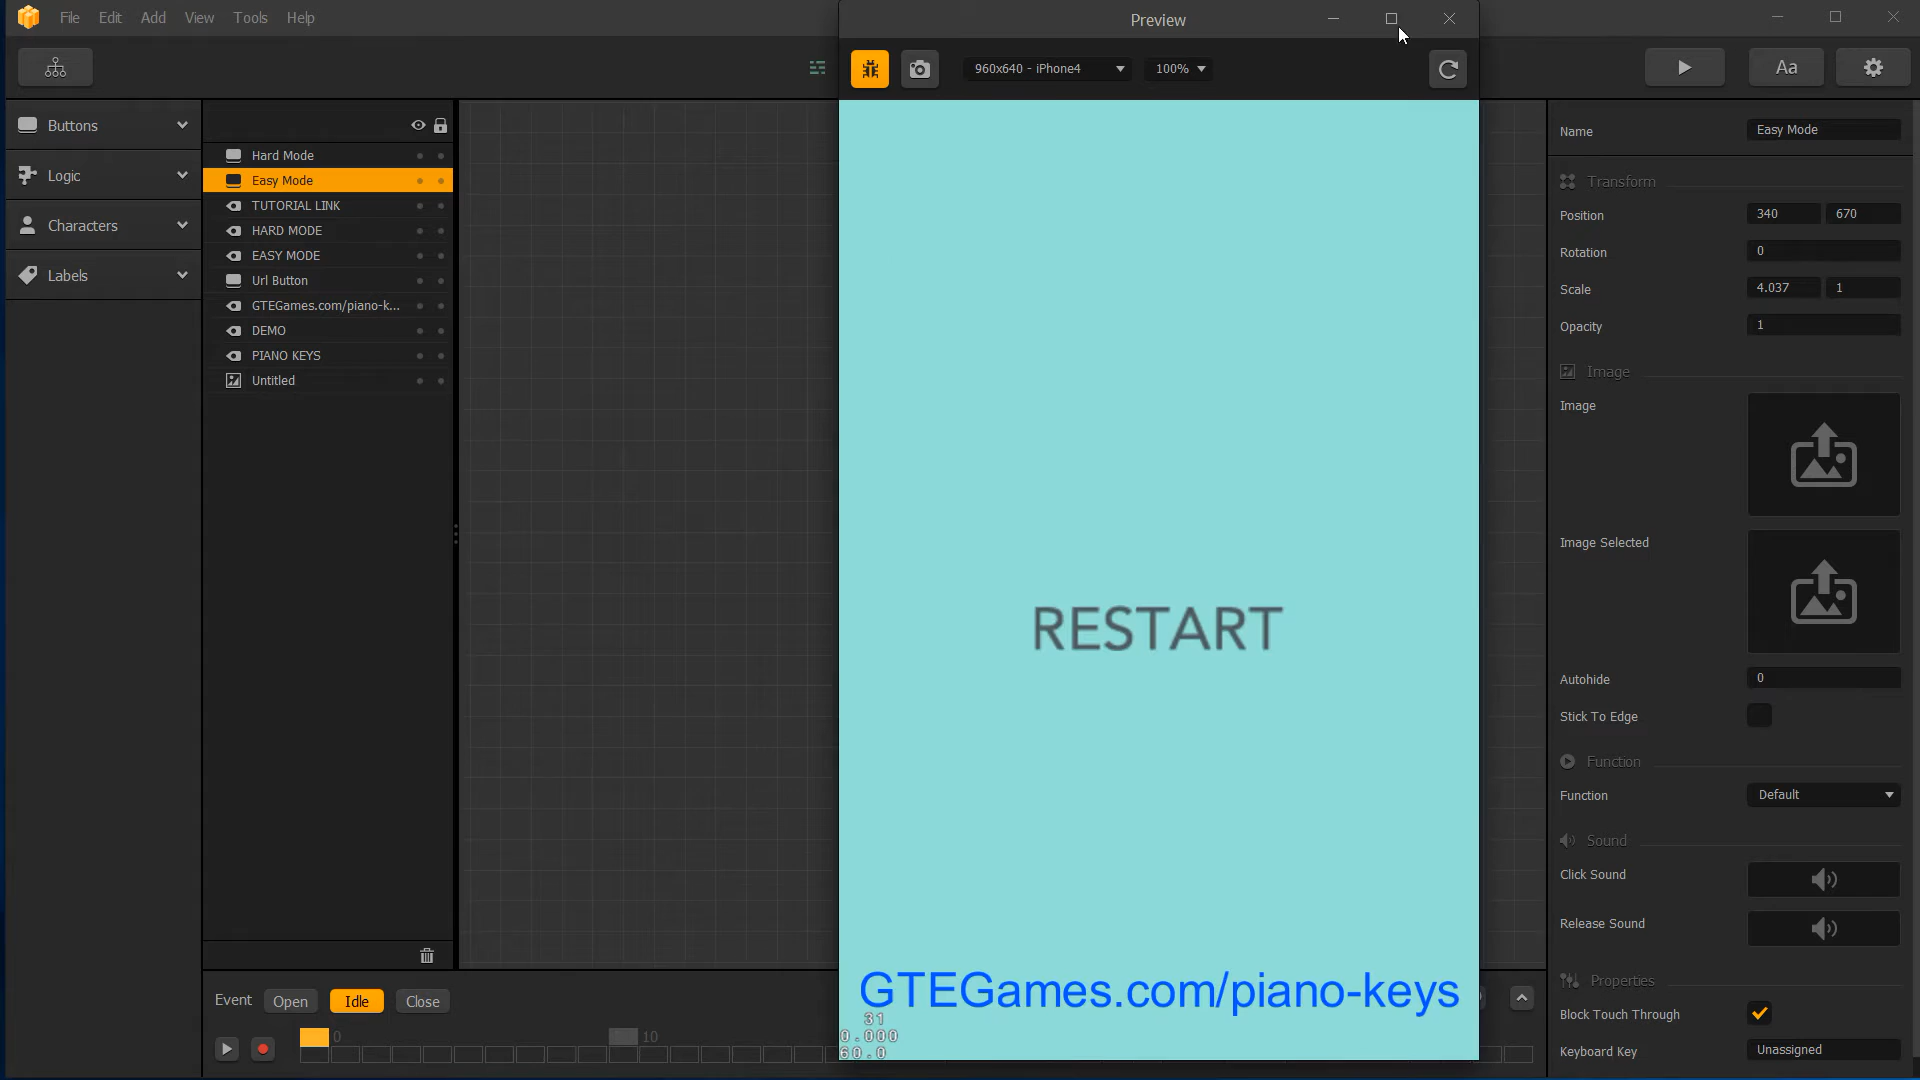 File Edit Add View Tools Help
Preview
960x640 - iPhone4 100%
Aa
Buttons
Logic
Characters
Labels
Hard Mode
Easy Mode
TUTORIAL LINK
HARD MODE
EASY MODE
Url Button
GTEGames.com/piano-k...
DEMO
PIANO KEYS
Untitled
RESTART
GTEGames.com/piano-keys
31
0.000
60.0
Event Open Idle Close
0 10
Name Easy Mode
Transform
Position 340 670
Rotation 0
Scale 4.037 1
Opacity 1
Image
Image
Image Selected
Autohide 0
Stick To Edge
Function
Function Default
Sound
Click Sound
Release Sound
Properties
Block Touch Through
Keyboard Key Unassigned